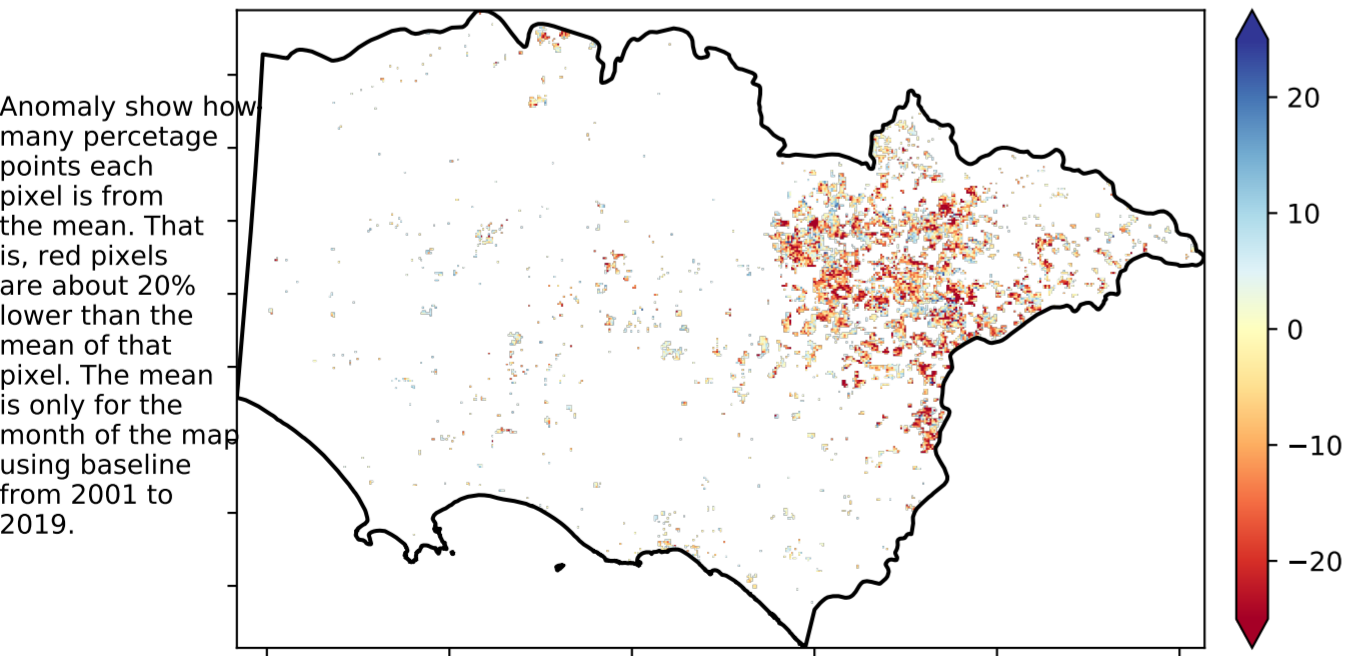 Anomaly show how
many percetage
points each
pixel is from
the mean. That
is, red pixels
are about 20%
lower than the
mean of that
pixel. The mean
is only for the
month of the map
using baseline
from 2001 to
2019.
20
10
0
−10
−20